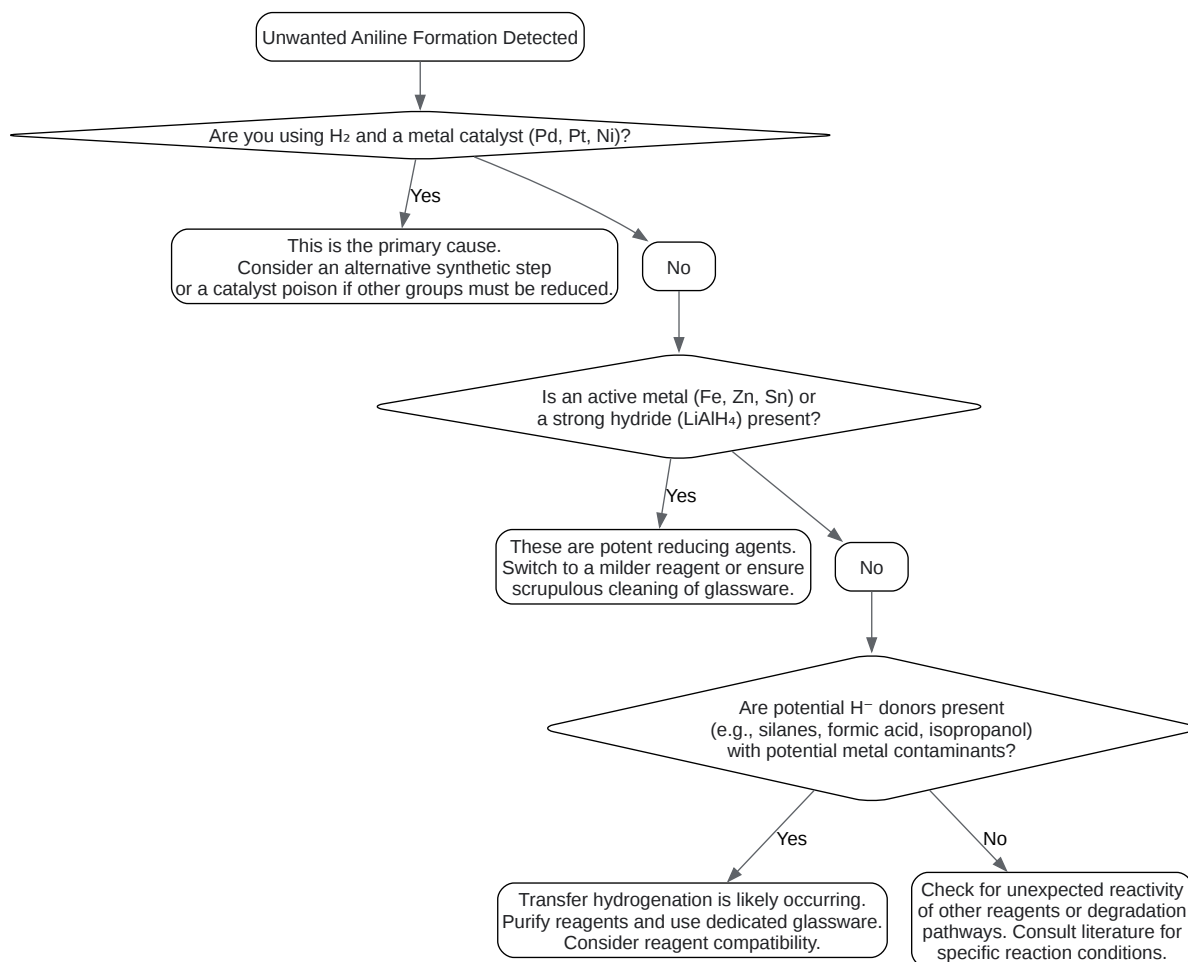 Unwanted Aniline Formation Detected
Are you using H₂ and a metal catalyst (Pd, Pt, Ni)?
Yes
This is the primary cause.
Consider an alternative synthetic step
or a catalyst poison if other groups must be reduced.
No
Is an active metal (Fe, Zn, Sn) or
a strong hydride (LiAlH₄) present?
Yes
These are potent reducing agents.
Switch to a milder reagent or ensure
scrupulous cleaning of glassware.
No
Are potential H⁻ donors present
(e.g., silanes, formic acid, isopropanol)
with potential metal contaminants?
Yes
No
Transfer hydrogenation is likely occurring.
Purify reagents and use dedicated glassware.
Consider reagent compatibility.
Check for unexpected reactivity
of other reagents or degradation
pathways. Consult literature for
specific reaction conditions.